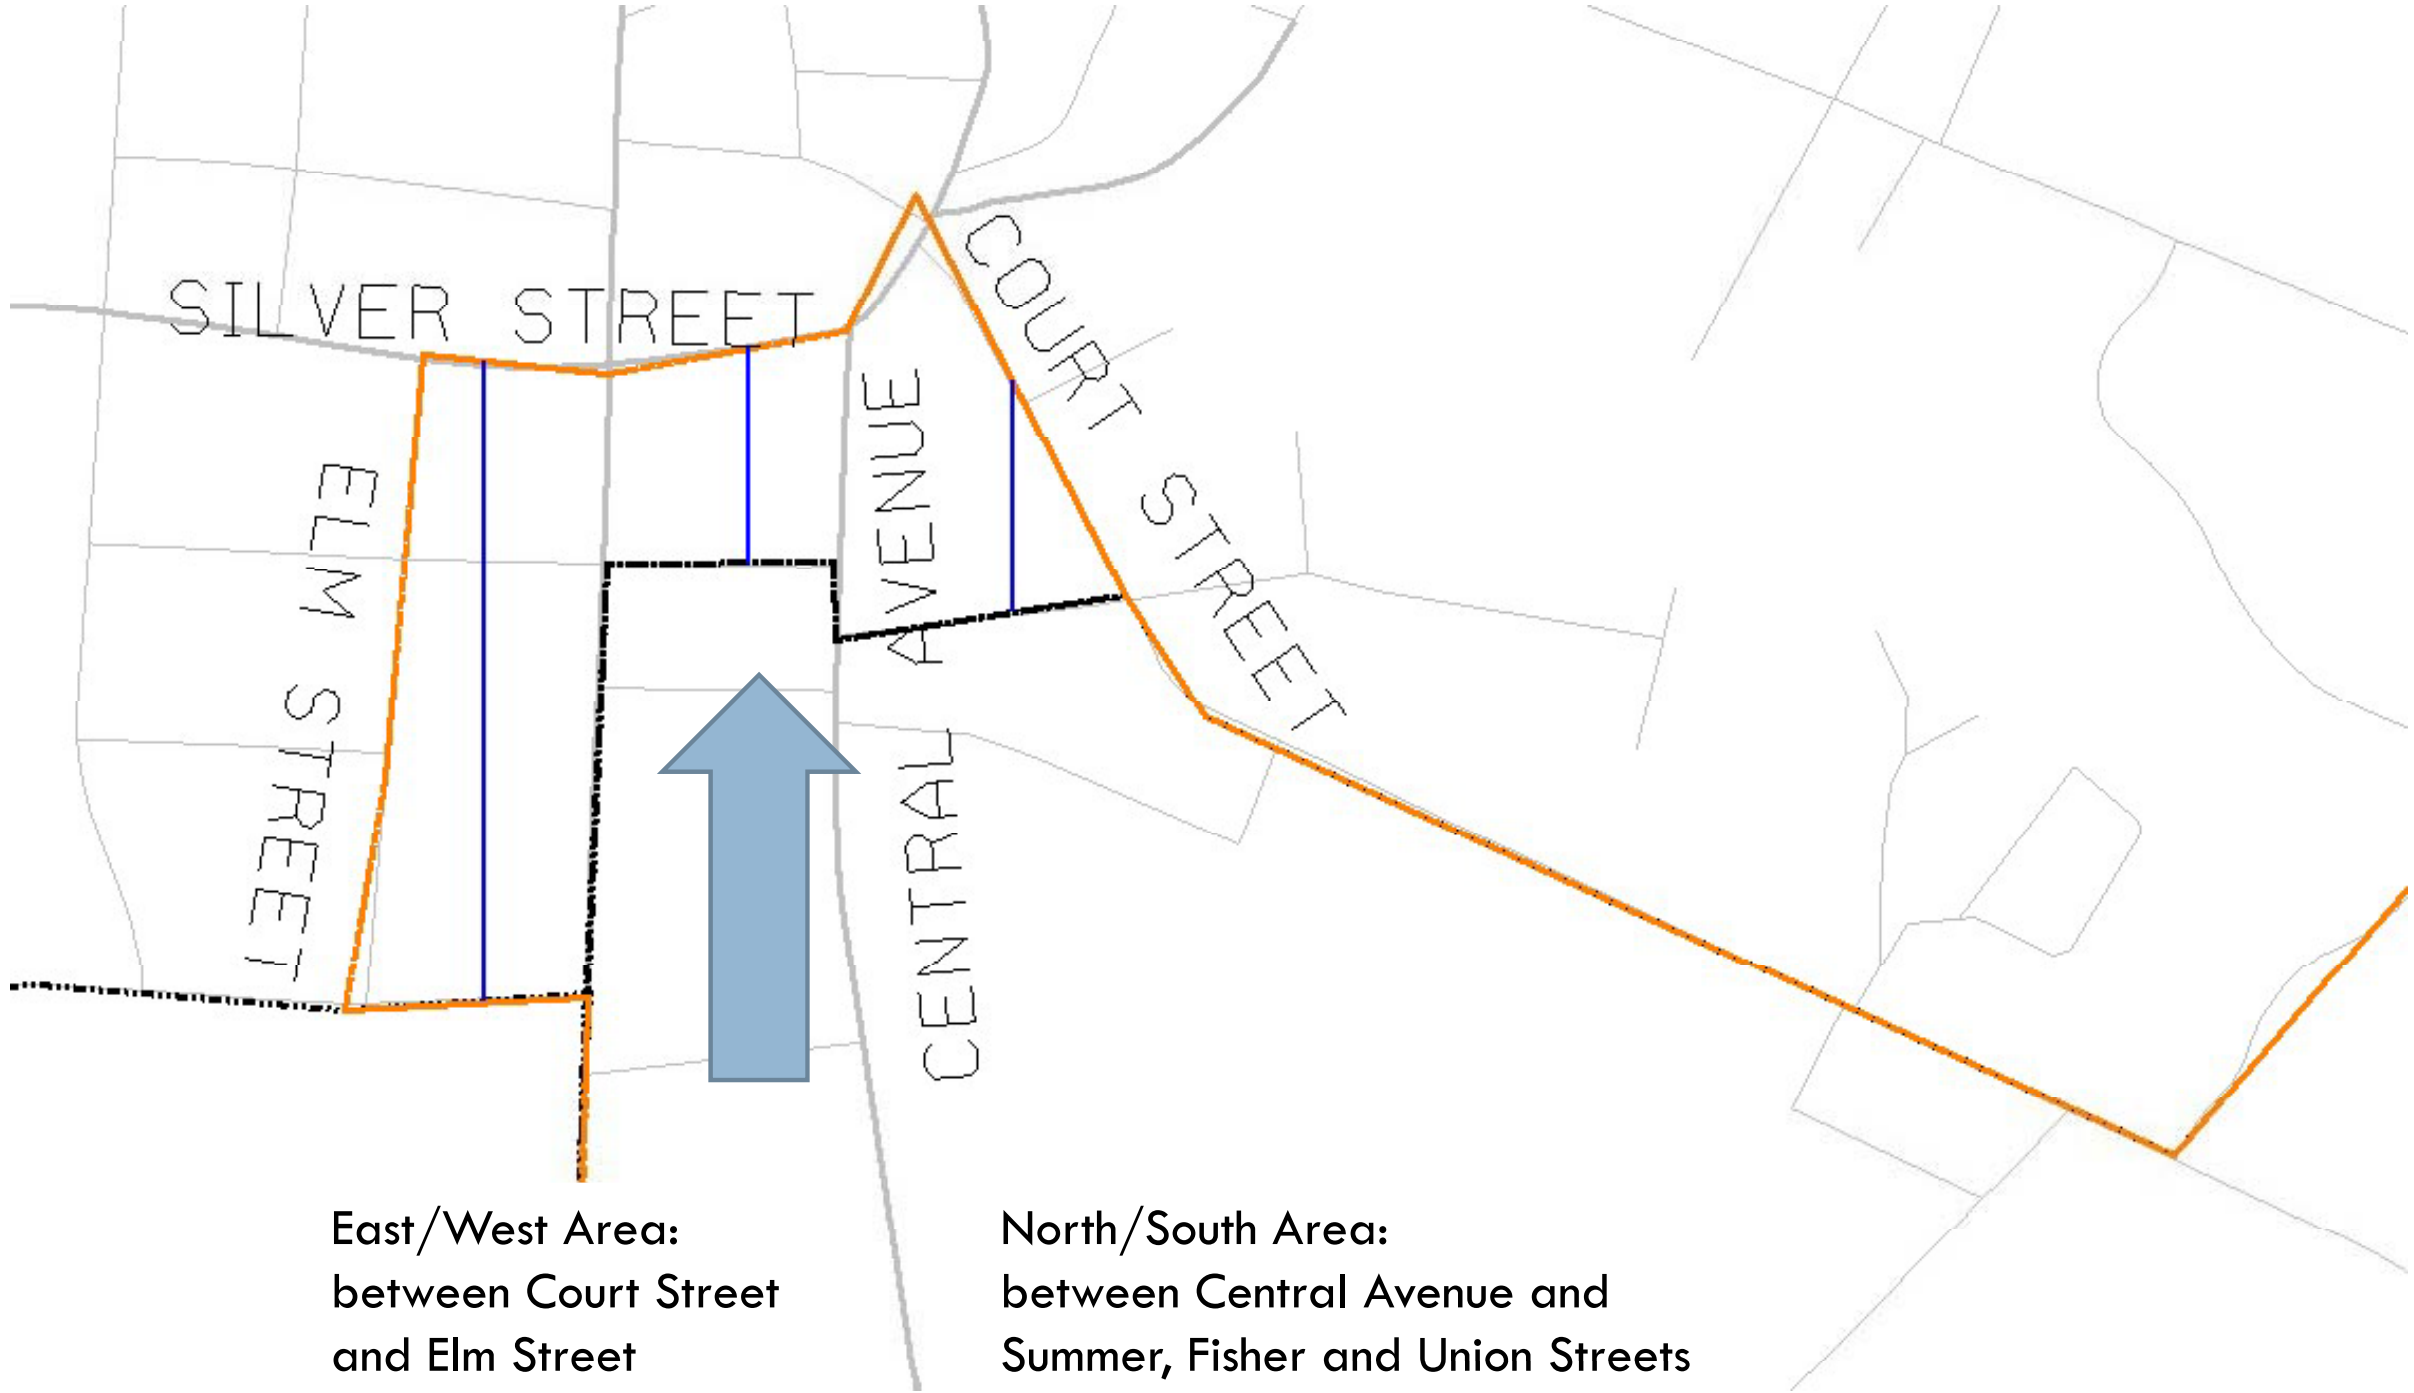 SILVER STREET
COURT STREET
ELM STREET
CENTRAL AVENUE
East/West Area:
between Court Street
and Elm Street
North/South Area:
between Central Avenue and
Summer, Fisher and Union Streets